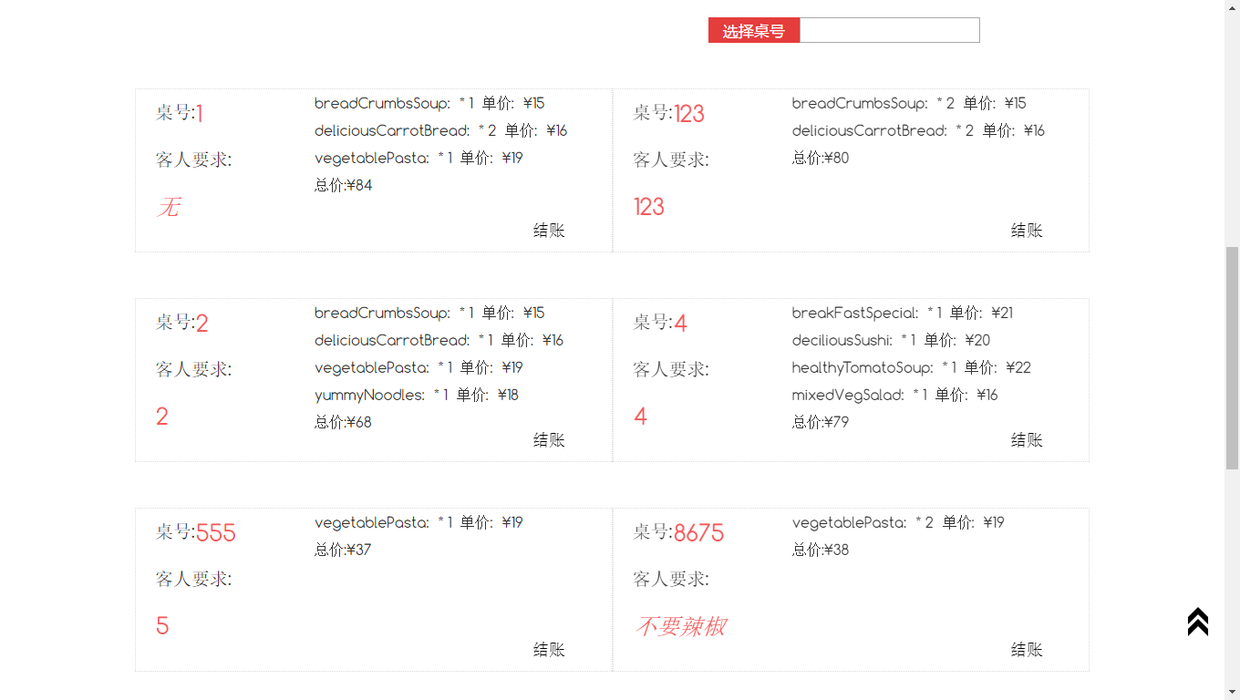 选择桌号
桌号:1
客人要求:
无
breadCrumbsSoup: *1 单价: ¥15
deliciousCarrotBread: *2 单价: ¥16
vegetablePasta: *1 单价: ¥19
总价:¥84
结账
桌号:123
客人要求:
123
breadCrumbsSoup: *2 单价: ¥15
deliciousCarrotBread: *2 单价: ¥16
总价:¥80
结账
桌号:2
客人要求:
2
breadCrumbsSoup: *1 单价: ¥15
deliciousCarrotBread: *1 单价: ¥16
vegetablePasta: *1 单价: ¥19
yummyNoodles: *1 单价: ¥18
总价:¥68
结账
桌号:4
客人要求:
4
breakFastSpecial: *1 单价: ¥21
deciliousSushi: *1 单价: ¥20
healthyTomatoSoup: *1 单价: ¥22
mixedVegSalad: *1 单价: ¥16
总价:¥79
结账
桌号:555
客人要求:
5
vegetablePasta: *1 单价: ¥19
总价:¥37
结账
桌号:8675
客人要求:
不要辣椒
vegetablePasta: *2 单价: ¥19
总价:¥38
结账